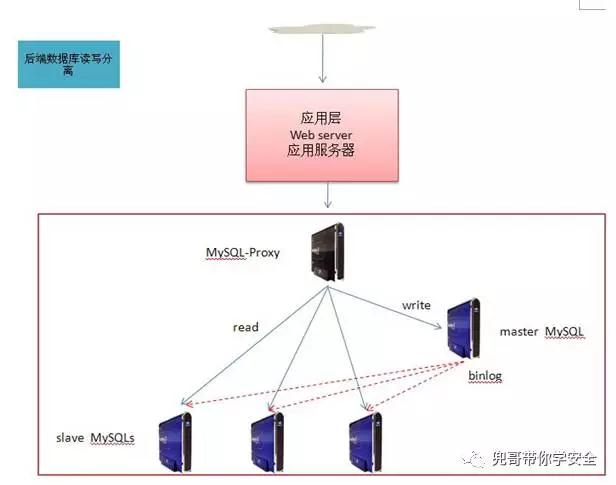 后端数据库读写分
离
应用层
Web server
应用服务器
MySQL-Proxy
write
read
master MySQL
binlog
slave MySQLs
兜哥带你学安全